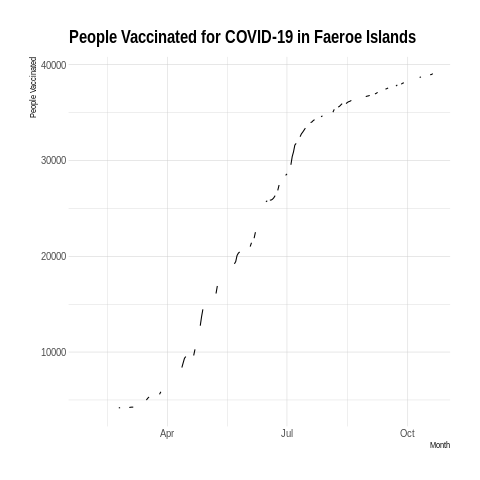 People Vaccinated for COVID-19 in Faeroe Islands
People Vaccinated
40000
30000
20000
10000
Apr
Jul
Oct
Month